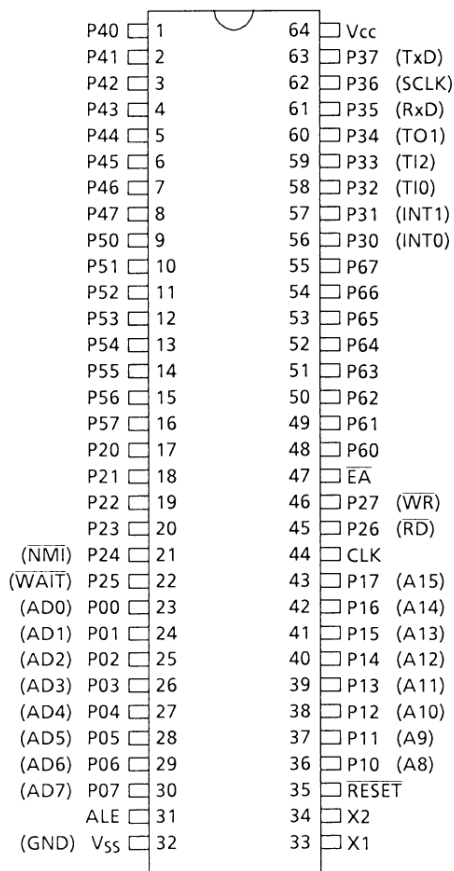 P40 1 64 Vcc
P41 2 63 P37 (TxD)
P42 3 62 P36 (SCLK)
P43 4 61 P35 (RxD)
P44 5 60 P34 (TO1)
P45 6 59 P33 (TI2)
P46 7 58 P32 (TI0)
P47 8 57 P31 (INT1)
P50 9 56 P30 (INT0)
P51 10 55 P67
P52 11 54 P66
P53 12 53 P65
P54 13 52 P64
P55 14 51 P63
P56 15 50 P62
P57 16 49 P61
P20 17 48 P60
P21 18 47 E̅A̅
P22 19 46 P27 (W̅R̅)
P23 20 45 P26 (R̅D̅)
(N̅M̅I̅) P24 21 44 CLK
(W̅A̅I̅T̅) P25 22 43 P17 (A15)
(AD0) P00 23 42 P16 (A14)
(AD1) P01 24 41 P15 (A13)
(AD2) P02 25 40 P14 (A12)
(AD3) P03 26 39 P13 (A11)
(AD4) P04 27 38 P12 (A10)
(AD5) P05 28 37 P11 (A9)
(AD6) P06 29 36 P10 (A8)
(AD7) P07 30 35 R̅E̅S̅E̅T̅
ALE 31 34 X2
(GND) Vss 32 33 X1